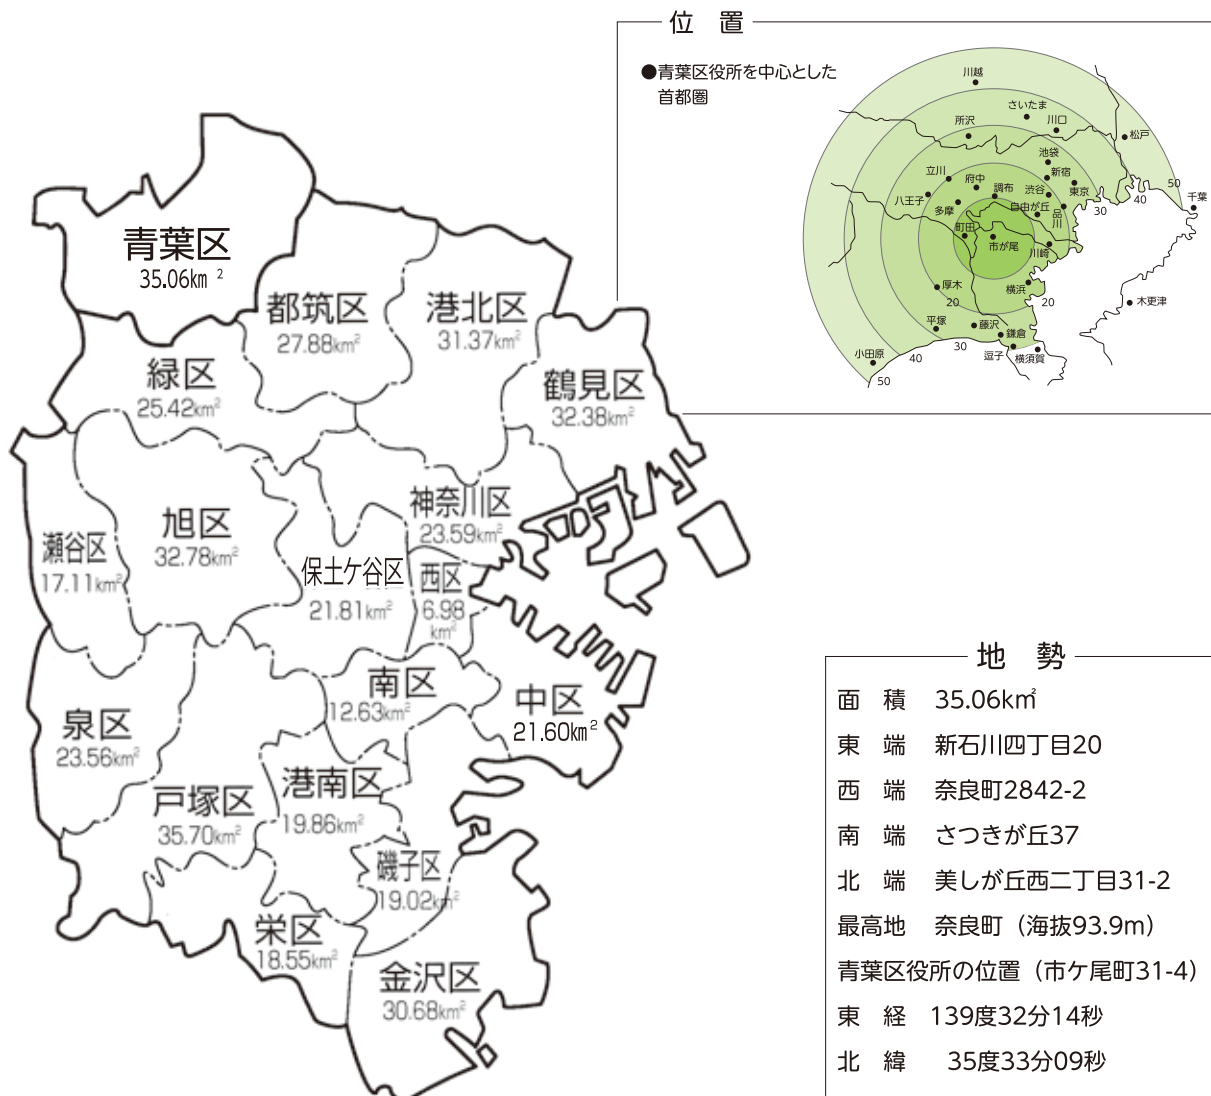 位 置
●青葉区役所を中心とした
首都圏
川越
さいたま
所沢
川口
松戸
池袋
立川
府中
新宿
八王子
調布
渋谷
東京
50
40
千葉
多摩
自由が丘
品川
30
町田
市が尾
川崎
厚木
横浜
20
20
木更津
平塚
藤沢
鎌倉
小田原
40
30
逗子
横須賀
50
青葉区
35.06km²
都筑区
27.88km²
港北区
31.37km²
緑区
25.42km²
鶴見区
32.38km²
神奈川区
23.59km²
旭区
32.78km²
瀬谷区
17.11km²
保土ケ谷区
21.81km²
西区
6.98
km²
南区
12.63km²
中区
21.60km²
泉区
23.56km²
港南区
19.86km²
戸塚区
35.70km²
磯子区
19.02km²
栄区
18.55km²
金沢区
30.68km²
地 勢
面 積 35.06km²
東 端 新石川四丁目20
西 端 奈良町2842-2
南 端 さつきが丘37
北 端 美しが丘西二丁目31-2
最高地 奈良町（海抜93.9m）
青葉区役所の位置（市ケ尾町31-4）
東 経 139度32分14秒
北 緯 35度33分09秒